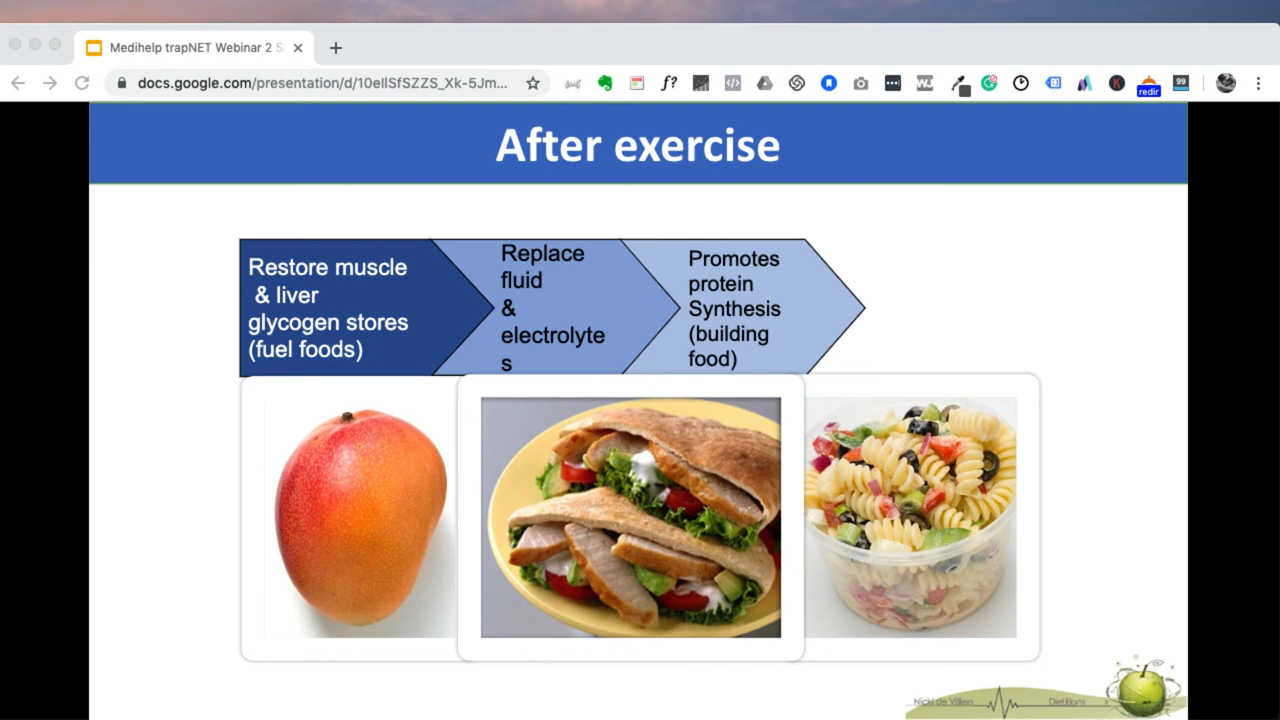 Medihelp trapNET Webinar 2 S
docs.google.com/presentation/d/10ellSfSZZS_Xk-5Jm...
f?
99
redir
After exercise
Restore muscle
& liver
glycogen stores
(fuel foods)
Replace
fluid
&
electrolyte
s
Promotes
protein
Synthesis
(building
food)
Nicki de Villiers
Dietitians